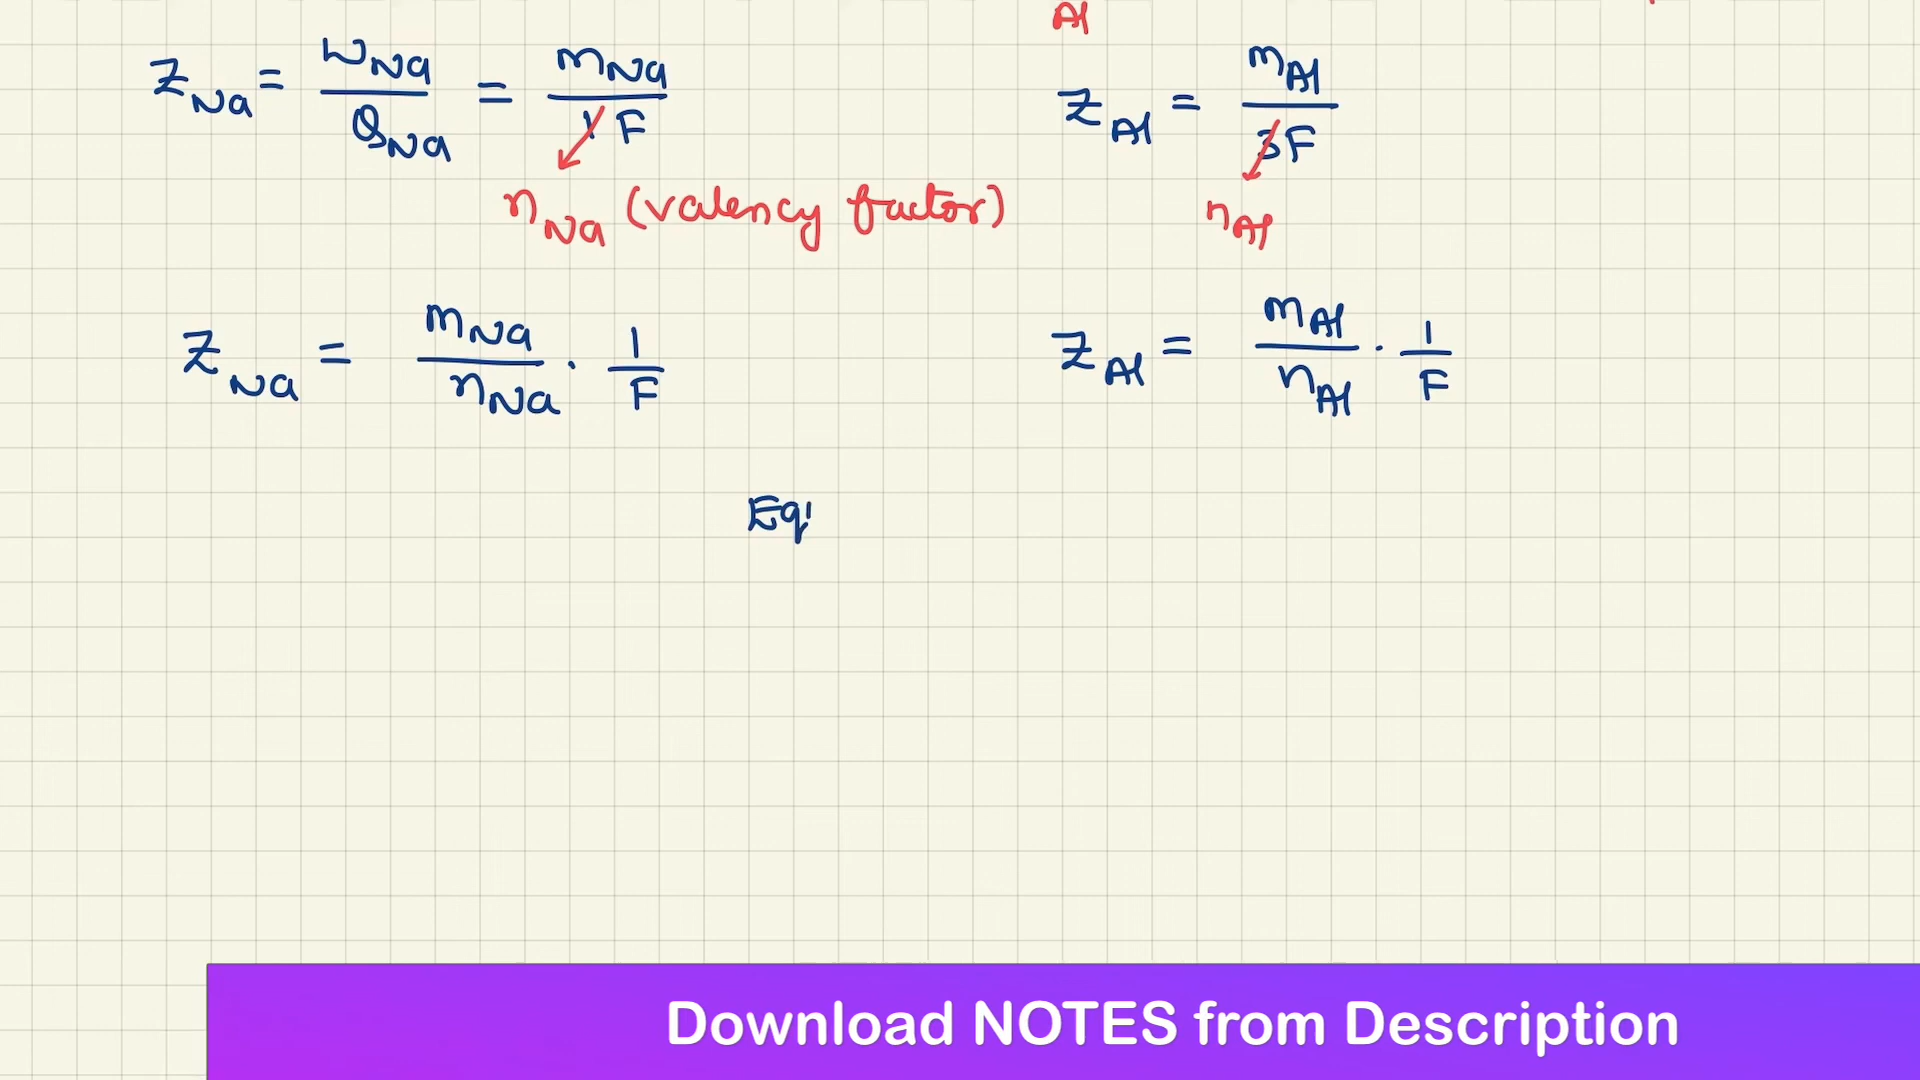 Al
Z_Na = W_Na / Q_Na = m_Na / 1F
Z_Al = m_Al / 3F
n_Na (valency factor)
n_Al
Z_Na = m_Na / n_Na · 1 / F
Z_Al = m_Al / n_Al · 1 / F
Eq
Download NOTES from Description